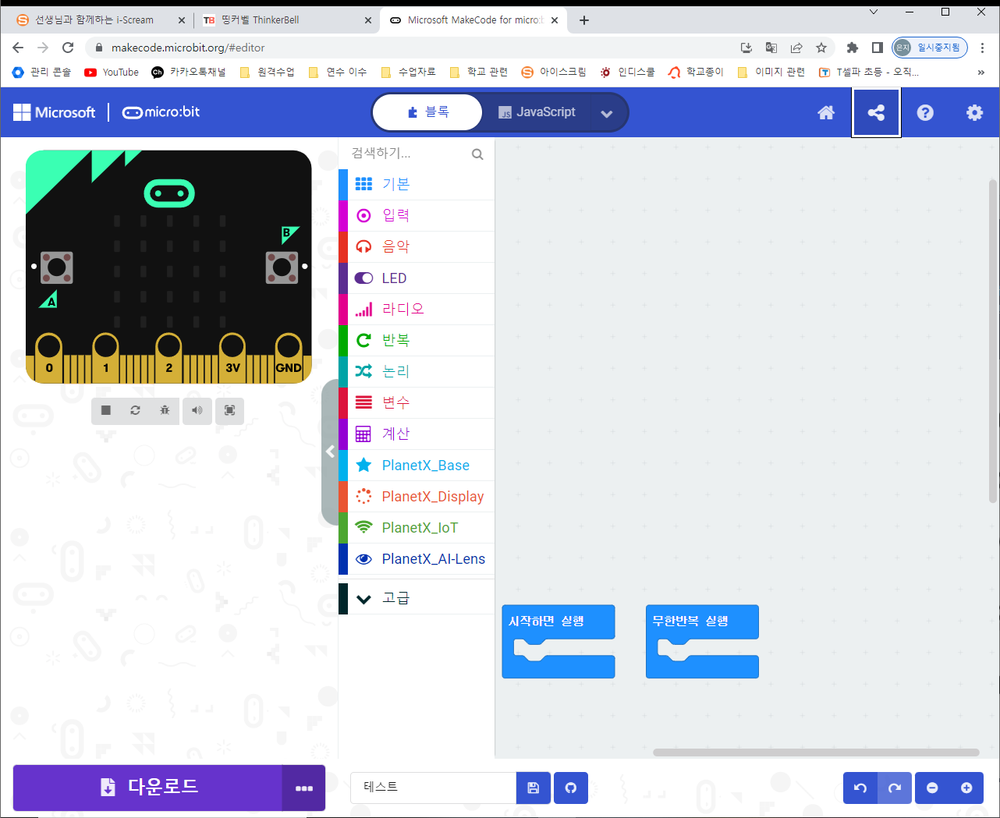 선생님과 함께하는 i-Scream
TB 띵커벨 ThinkerBell
Microsoft MakeCode for micro:b
makecode.microbit.org/#editor
은지 일시중지됨
관리 콘솔
YouTube
Ch 카카오톡채널
원격수업
연수 이수
수업자료
학교 관련
아이스크림
인디스쿨
학교종이
이미지 관련
T셀파 초등 - 오직...
Microsoft
micro:bit
블록
JS JavaScript
검색하기...
기본
입력
음악
LED
라디오
반복
논리
변수
계산
PlanetX_Base
PlanetX_Display
PlanetX_IoT
PlanetX_AI-Lens
고급
B
A
0 1 2 3V GND
시작하면 실행
무한반복 실행
다운로드
테스트